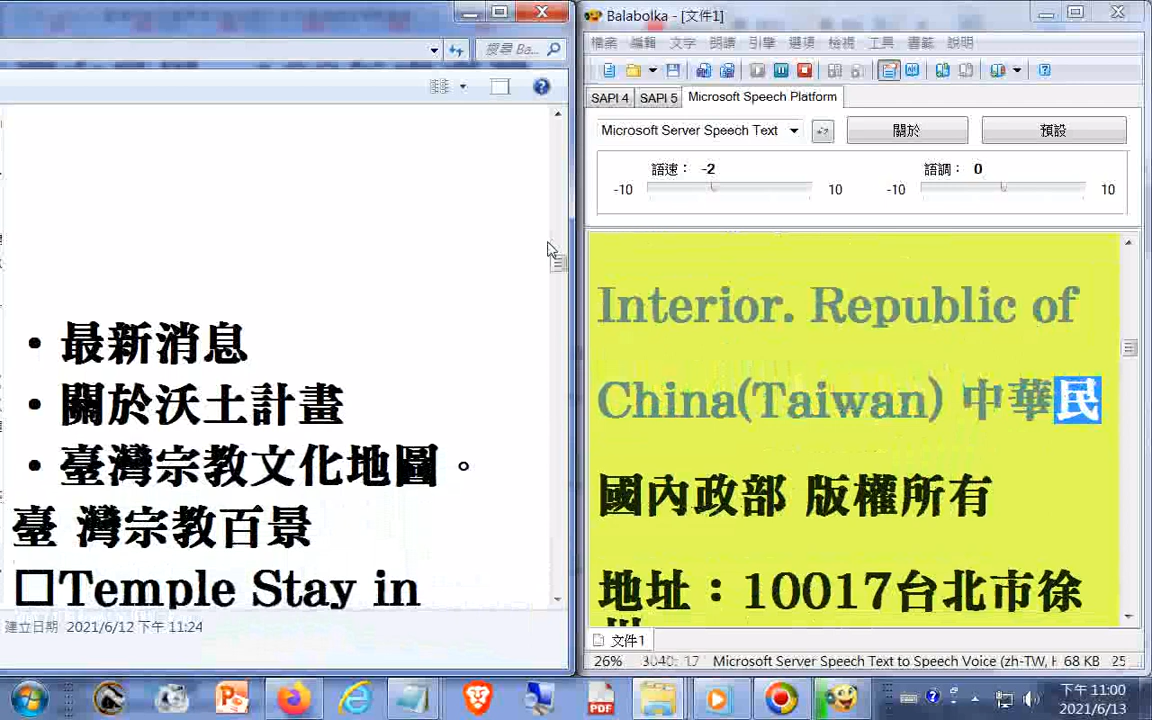 搜尋 Ba...
• 最新消息
• 關於沃土計畫
• 臺灣宗教文化地圖。
臺 灣宗教百景
□Temple Stay in
建立日期 2021/6/12 下午 11:24
Balabolka - [文件1]
檔案 編輯 文字 朗讀 引擎 選項 檢視 工具 書籤 說明
SAPI 4 SAPI 5 Microsoft Speech Platform
Microsoft Server Speech Text 關於 預設
語速： -2 語調： 0
-10 10 -10 10
Interior. Republic of
China(Taiwan) 中華民
國內政部 版權所有
地址：10017台北市徐
文件1
26% 3040: 17 Microsoft Server Speech Text to Speech Voice (zh-TW, H 68 KB 25
PDF
下午 11:00
2021/6/13